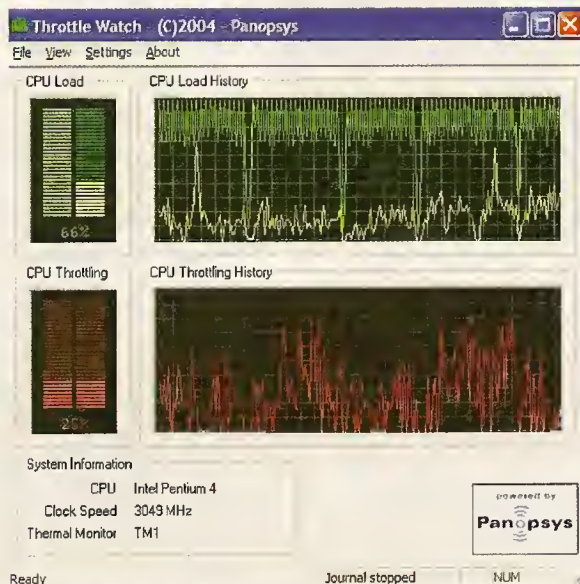 Throttle Watch (C)2004 - Panopsys
File View Settings About
CPU Load CPU Load History
66%
CPU Throttling CPU Throttling History
26%
System Information
CPU Intel Pentium 4
Clock Speed 3049 MHz
Thermal Monitor TM1
powered by
Panopsys
Ready Journal stopped NUM